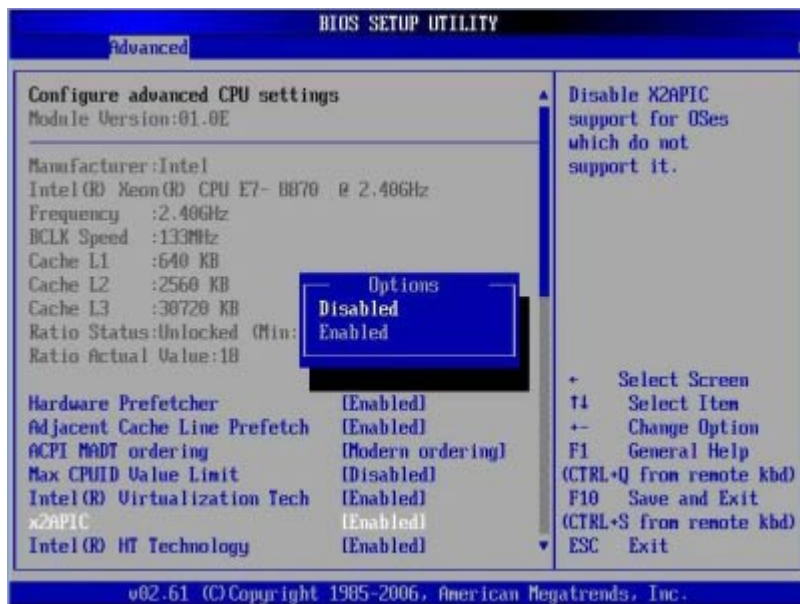 BIOS SETUP UTILITY
Advanced
Configure advanced CPU settings
Module Version:01.0E
Manufacturer:Intel
Intel(R) Xeon(R) CPU E7- 8870 @ 2.40GHz
Frequency :2.40GHz
BCLK Speed :133MHz
Cache L1 :640 KB
Cache L2 :2560 KB
Cache L3 :30720 KB
Ratio Status:Unlocked (Min:
Ratio Actual Value:18
Options
Disabled
Enabled
Hardware Prefetcher [Enabled]
Adjacent Cache Line Prefetch [Enabled]
ACPI MADT ordering [Modern ordering]
Max CPUID Value Limit [Disabled]
Intel(R) Virtualization Tech [Enabled]
x2APIC [Enabled]
Intel(R) HT Technology [Enabled]
Disable X2APIC
support for OSes
which do not
support it.
← Select Screen
↑↓ Select Item
+- Change Option
F1 General Help
(CTRL+Q from remote kbd)
F10 Save and Exit
(CTRL+S from remote kbd)
ESC Exit
v02.61 (C)Copyright 1985-2006, American Megatrends, Inc.